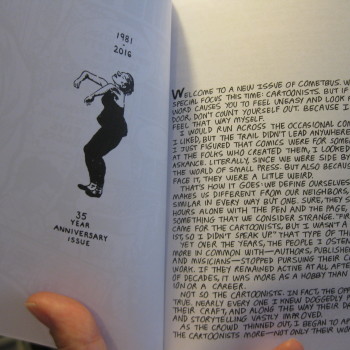 1981
2016
35
YEAR
ANNIVERSARY
ISSUE
WELCOME TO A NEW ISSUE OF COMETBUS. W
SPECIAL FOCUS THIS TIME: CARTOONISTS. BUT IF
WORD CAUSES YOU TO FEEL UNEASY AND LOOK
DOOR, DON'T COUNT YOURSELF OUT. BECAUSE I
FEEL THAT WAY MYSELF.
I WOULD RUN ACROSS THE OCCASIONAL COM
I LIKED, BUT THE TRAIL DIDN'T LEAD ANYWHERE
I JUST FIGURED THAT COMICS WERE FOR SOME
AT THE FOLKS WHO CREATED THEM, I LOOKED
ASKANCE. LITERALLY, SINCE WE WERE SIDE BY
THE WORLD OF SMALL PRESS. BUT ALSO BECAUS
FACE IT, THEY WERE A LITTLE WEIRD.
THAT'S HOW IT GOES: WE DEFINE OURSELVES
MAKES US DIFFERENT FROM OUR NEIGHBORS,
SIMILAR IN EVERY WAY BUT ONE. SURE, THEY S
HOURS ALONE WITH THE PEN AND THE PAGE,
SOMETHING THAT WE CONSIDER STRANGE. "FIR
CAME FOR THE CARTOONISTS, BUT I WASN'T A
IST, SO I DIDN'T SPEAK UP." THAT TYPE OF TH
YET OVER THE YEARS, THE PEOPLE I OSTEN
MORE IN COMMON WITH—AUTHORS, PUBLISHE
AND MUSICIANS—STOPPED PURSUING THEIR C
WORK. IF THEY REMAINED ACTIVE AT ALL AFTE
OF DECADES, IT WAS MORE AS A HOBBY THAN
ION OR A CAREER.
NOT SO THE CARTOONISTS. IN FACT, THE OPP
TRUE. NEARLY EVERY ONE I KNEW DOGGEDLY P
THEIR CRAFT, AND ALONG THE WAY THEIR DR
AND STORYTELLING VASTLY IMPROVED.
AS THE CROWD THINNED OUT, I BEGAN TO AP
THE CARTOONISTS MORE—NOT ONLY THEIR WO